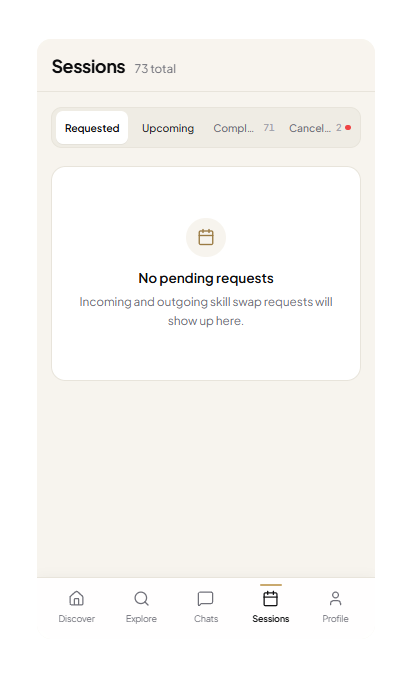 Sessions 73 total
Requested Upcoming Compl... 71 Cancel... 2
No pending requests
Incoming and outgoing skill swap requests will
show up here.
Discover Explore Chats Sessions Profile